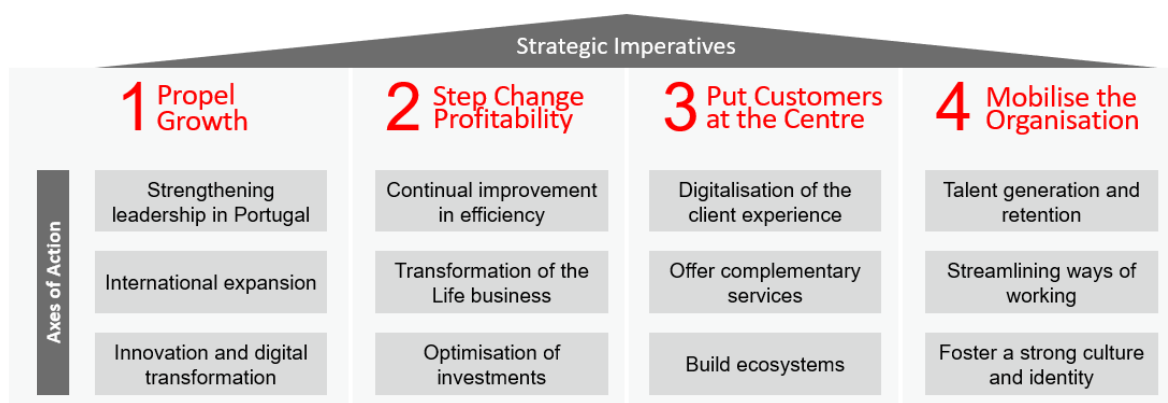 Strategic Imperatives
1 Propel
Growth
2 Step Change
Profitability
3 Put Customers
at the Centre
4 Mobilise the
Organisation
Axes of Action
Strengthening
leadership in Portugal
Continual improvement
in efficiency
Digitalisation of the
client experience
Talent generation and
retention
International expansion
Transformation of the
Life business
Offer complementary
services
Streamlining ways of
working
Innovation and digital
transformation
Optimisation of
investments
Build ecosystems
Foster a strong culture
and identity